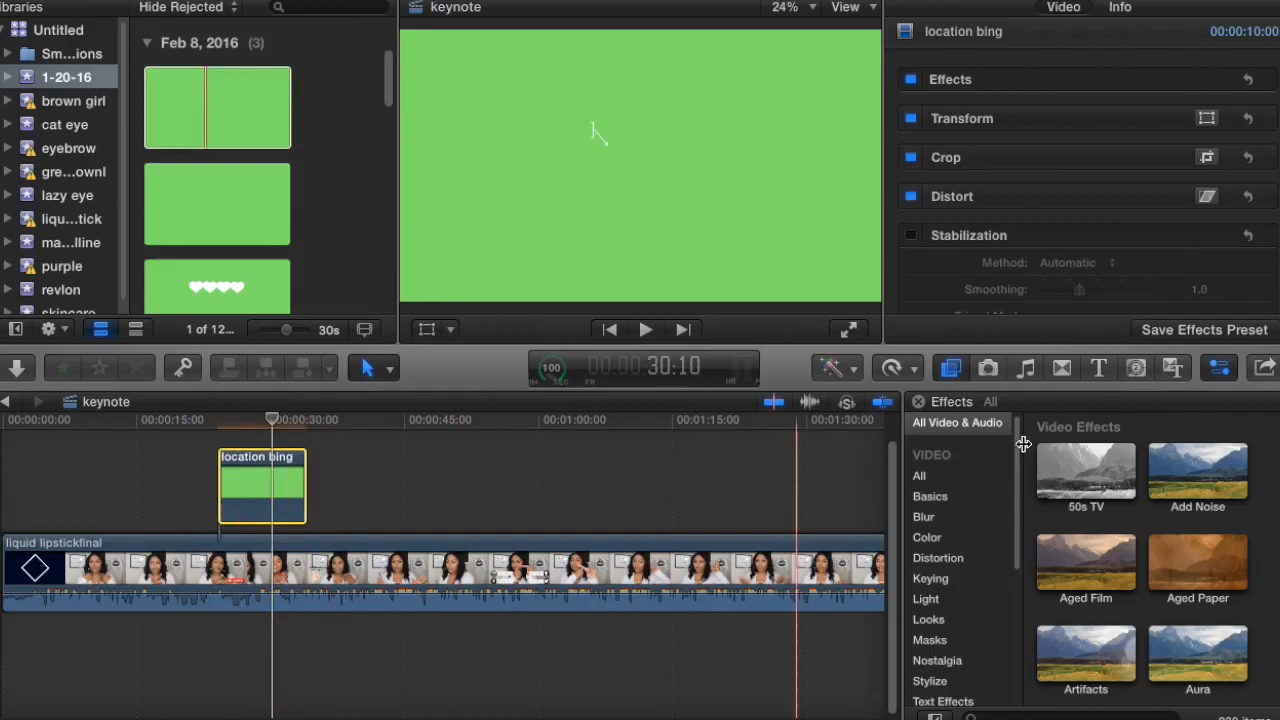 ibraries
Hide Rejected
keynote
24%
View
Video
Info
Untitled
Sm...ions
1-20-16
brown girl
cat eye
eyebrow
gre...ownl
lazy eye
liqu...tick
ma...lline
purple
revlon
skincare
Feb 8, 2016 (3)
location bing
00:00:10:00
Effects
Transform
Crop
Distort
Stabilization
Method: Automatic
Smoothing: 1.0
1 of 12...
30s
Save Effects Preset
100
00:00:30:10
keynote
Effects All
00:00:00:00
00:00:15:00
00:00:30:00
00:00:45:00
00:01:00:00
00:01:15:00
00:01:30:00
location bing
liquid lipstickfinal
All Video & Audio
VIDEO
All
Basics
Blur
Color
Distortion
Keying
Light
Looks
Masks
Nostalgia
Stylize
Text Effects
Video Effects
50s TV
Add Noise
Aged Film
Aged Paper
Artifacts
Aura